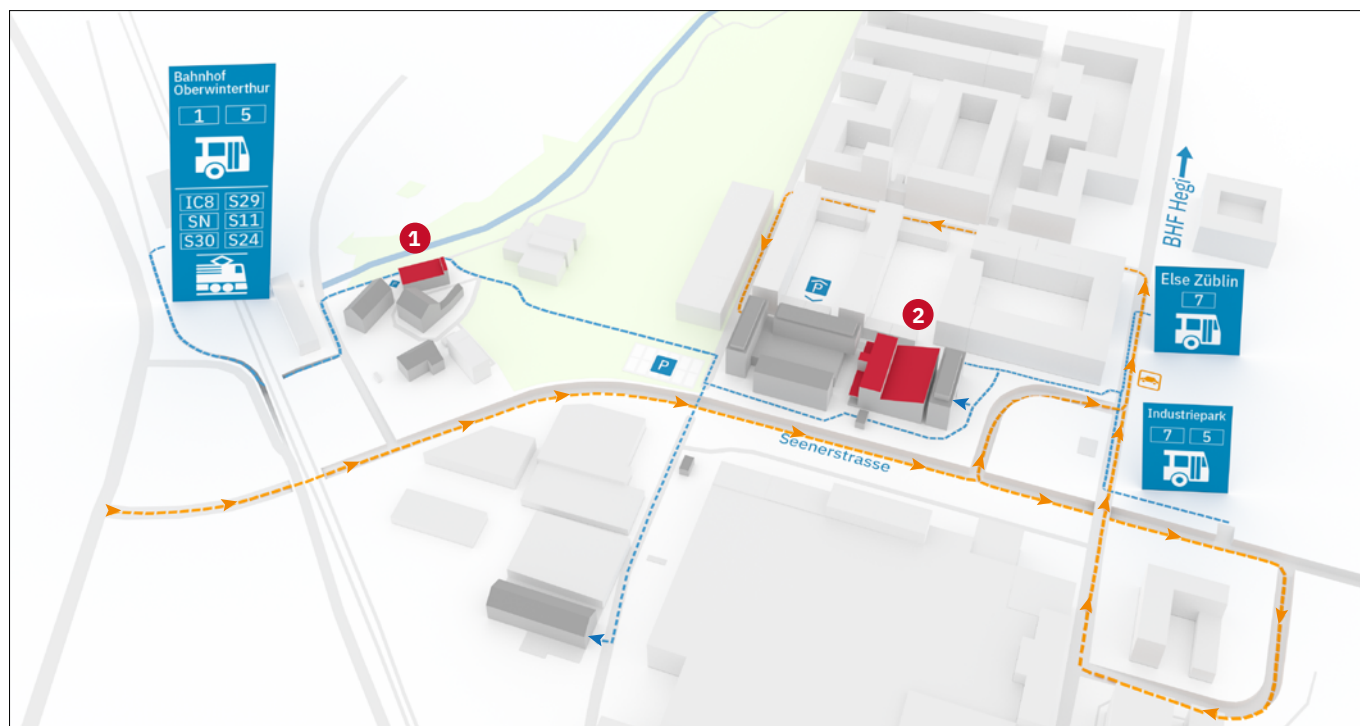 Bahnhof
Oberwinterthur
1 5
IC8 S29
SN S11
S30 S24
1
P
2
P
BHF Hegi
Else Züblin
7
Industriepark
7 5
Seenerstrasse